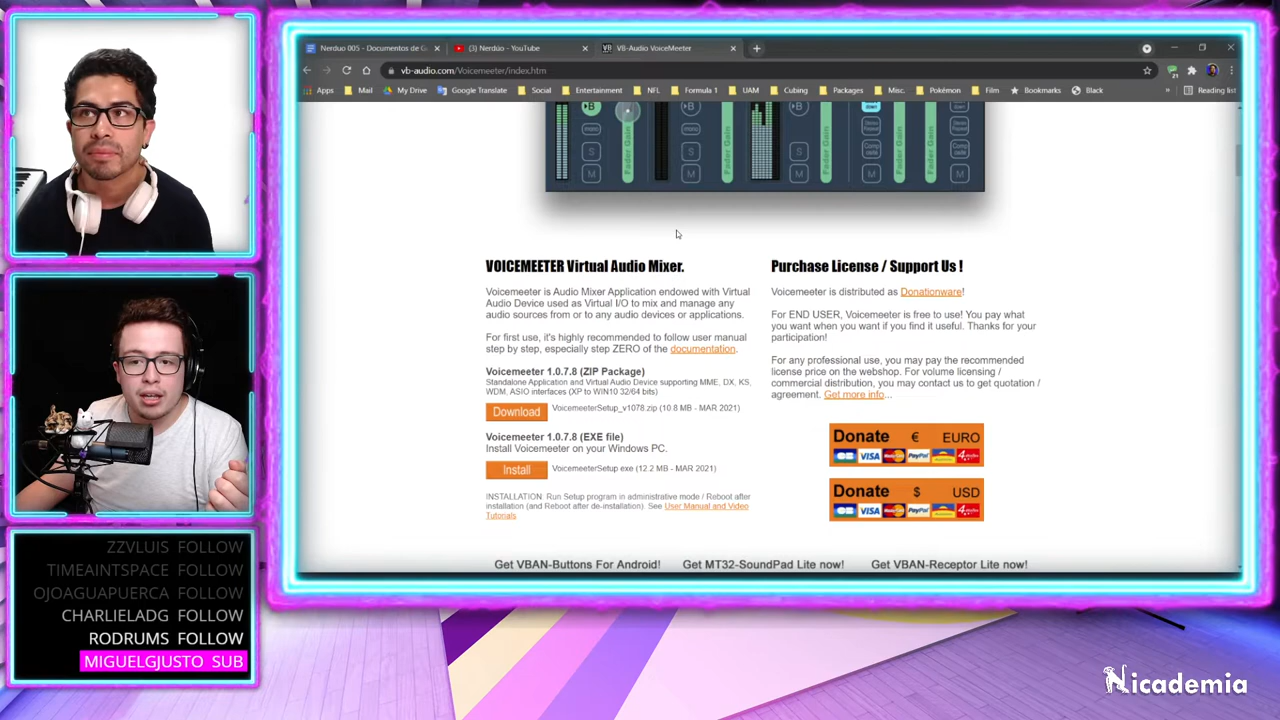 Nerduo 005 - Documentos de G
(3) Nerdúo - YouTube
VB-Audio VoiceMeeter
vb-audio.com/Voicemeeter/index.htm
Apps
Mail
My Drive
Google Translate
Social
Entertainment
NFL
Formula 1
UAM
Cubing
Packages
Misc.
Pokémon
Film
Bookmarks
Black
Reading list
B
mono
S
M
Fader Gain
VOICEMEETER Virtual Audio Mixer.
Voicemeeter is Audio Mixer Application endowed with Virtual
Audio Device used as Virtual I/O to mix and manage any
audio sources from or to any audio devices or applications.
For first use, it's highly recommended to follow user manual
step by step, especially step ZERO of the documentation.
Voicemeeter 1.0.7.8 (ZIP Package)
Standalone Application and Virtual Audio Device supporting MME, DX, KS,
WDM, ASIO interfaces (XP to WIN10 32/64 bits)
Download VoicemeeterSetup_v1078.zip (10.8 MB - MAR 2021)
Voicemeeter 1.0.7.8 (EXE file)
Install Voicemeeter on your Windows PC.
Install VoicemeeterSetup.exe (12.2 MB - MAR 2021)
INSTALLATION: Run Setup program in administrative mode / Reboot after
installation (and Reboot after de-installation). See User Manual and Video
Tutorials.
Purchase License / Support Us !
Voicemeeter is distributed as Donationware!
For END USER, Voicemeeter is free to use! You pay what
you want when you want if you find it useful. Thanks for your
participation!
For any professional use, you may pay the recommended
license price on the webshop. For volume licensing /
commercial distribution, you may contact us to get quotation /
agreement. Get more info...
Donate € EURO
VISA PayPal
Donate $ USD
VISA PayPal
Get VBAN-Buttons For Android!
Get MT32-SoundPad Lite now!
Get VBAN-Receptor Lite now!
ZZVLUIS FOLLOW
TIMEAINTSPACE FOLLOW
OJOAGUAPUERCA FOLLOW
CHARLIELADG FOLLOW
RODRUMS FOLLOW
MIGUELGJUSTO SUB
Nicademia